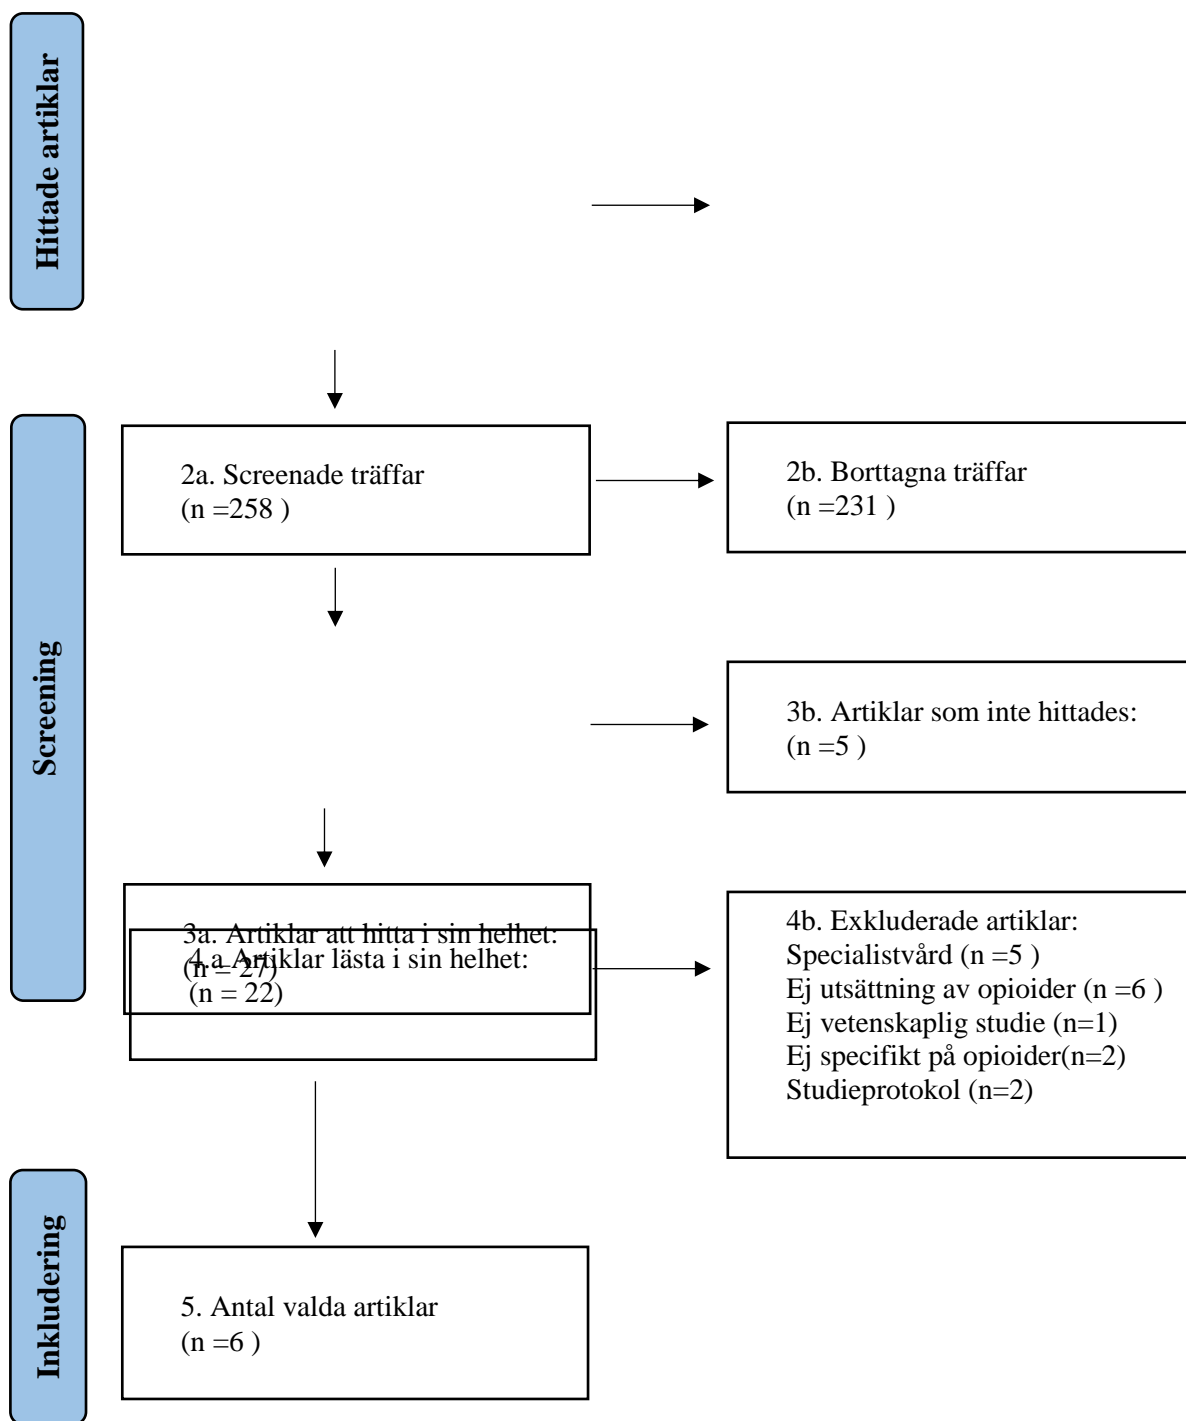 Hittade artiklar
Screening
2a. Screenade träffar
(n =258 )
2b. Borttagna träffar
(n =231 )
3b. Artiklar som inte hittades:
(n =5 )
3a. Artiklar att hitta i sin helhet:
(n = 27)
4.a Artiklar lästa i sin helhet:
(n = 22)
4b. Exkluderade artiklar:
Specialistvård (n =5 )
Ej utsättning av opioider (n =6 )
Ej vetenskaplig studie (n=1)
Ej specifikt på opioider(n=2)
Studieprotokol (n=2)
Inkludering
5. Antal valda artiklar
(n =6 )